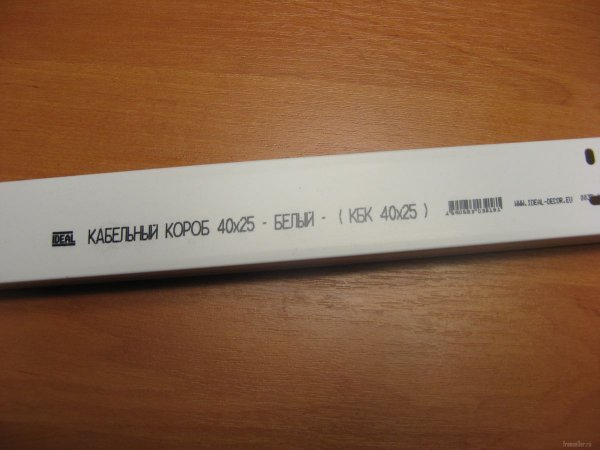 IDEAL КАБЕЛЬНЫЙ КОРОБ 40x25 - БЕЛЫЙ - ( КБК 40x25 ) WWW.IDEAL-DECOR.EU